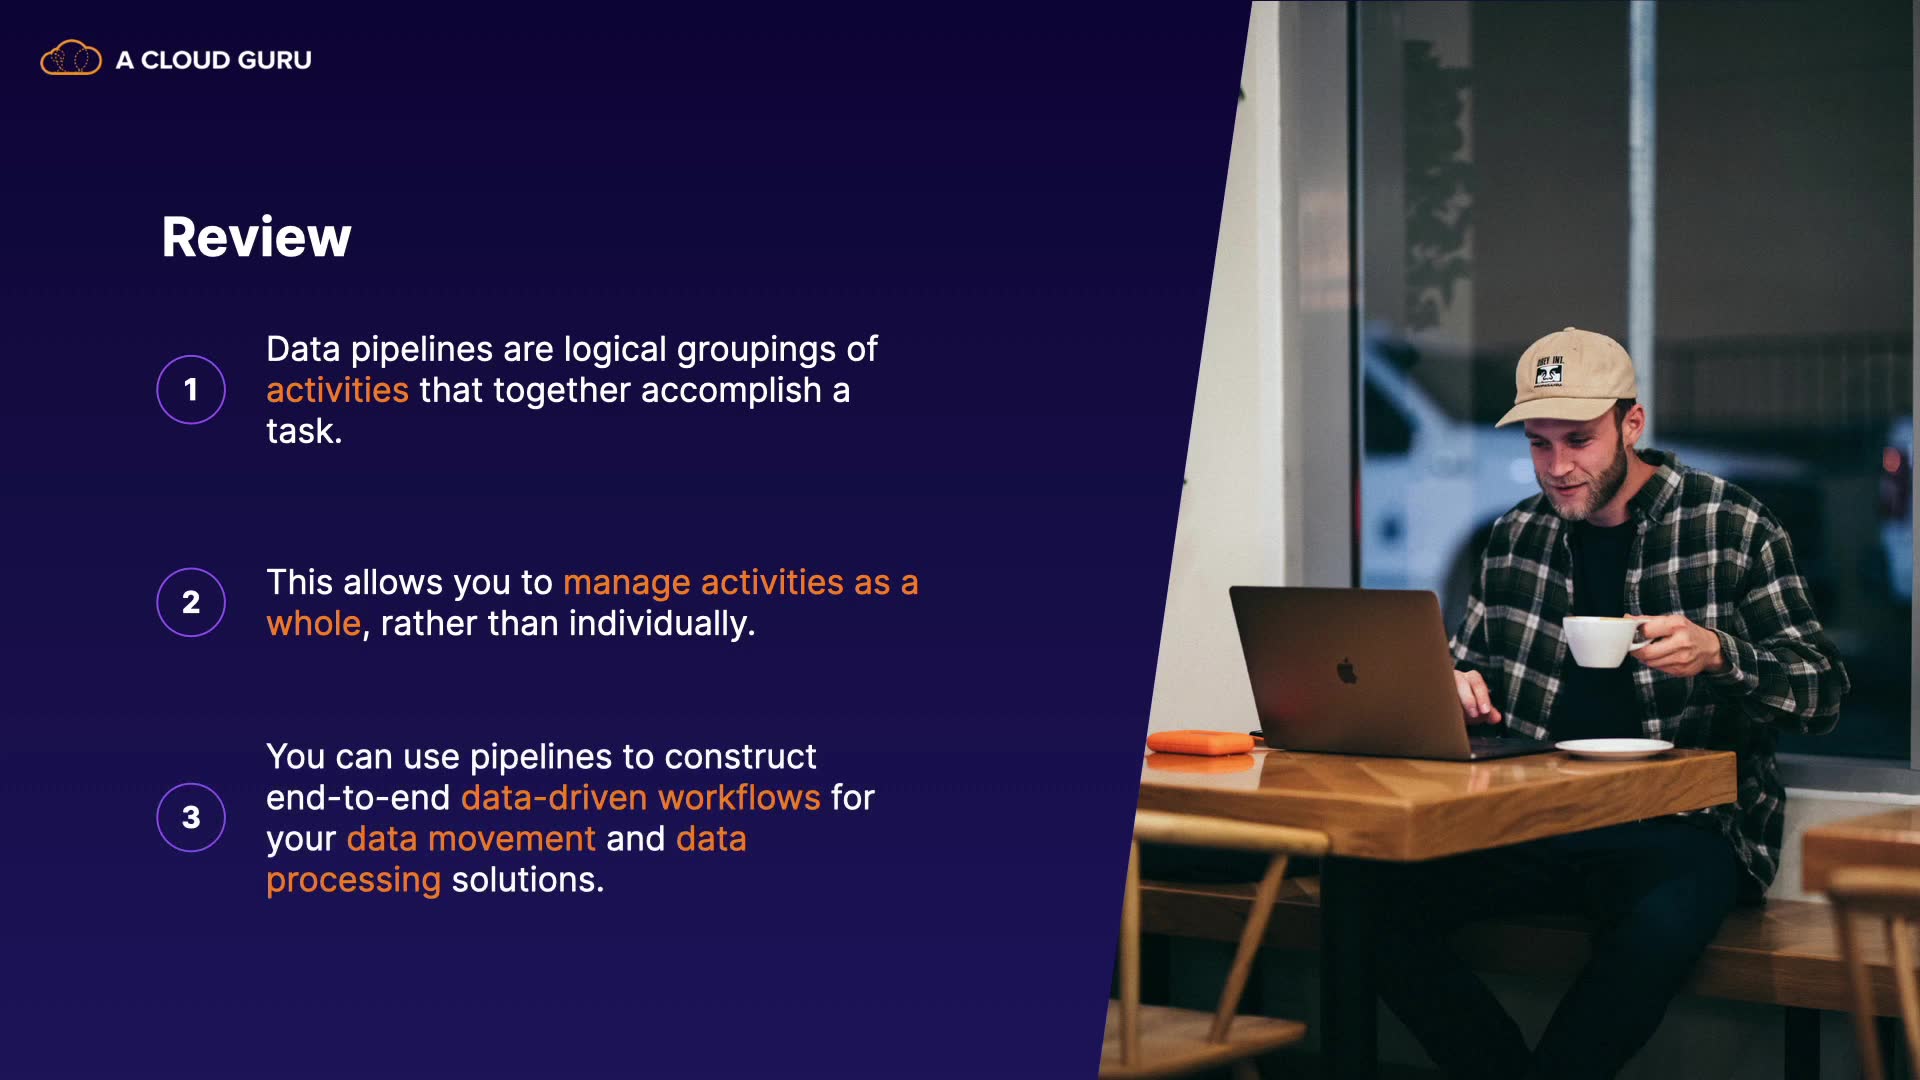 A CLOUD GURU
Review
1
Data pipelines are logical groupings of
activities that together accomplish a
task.
2
This allows you to manage activities as a
whole, rather than individually.
3
You can use pipelines to construct
end-to-end data-driven workflows for
your data movement and data
processing solutions.
OBEY INT.